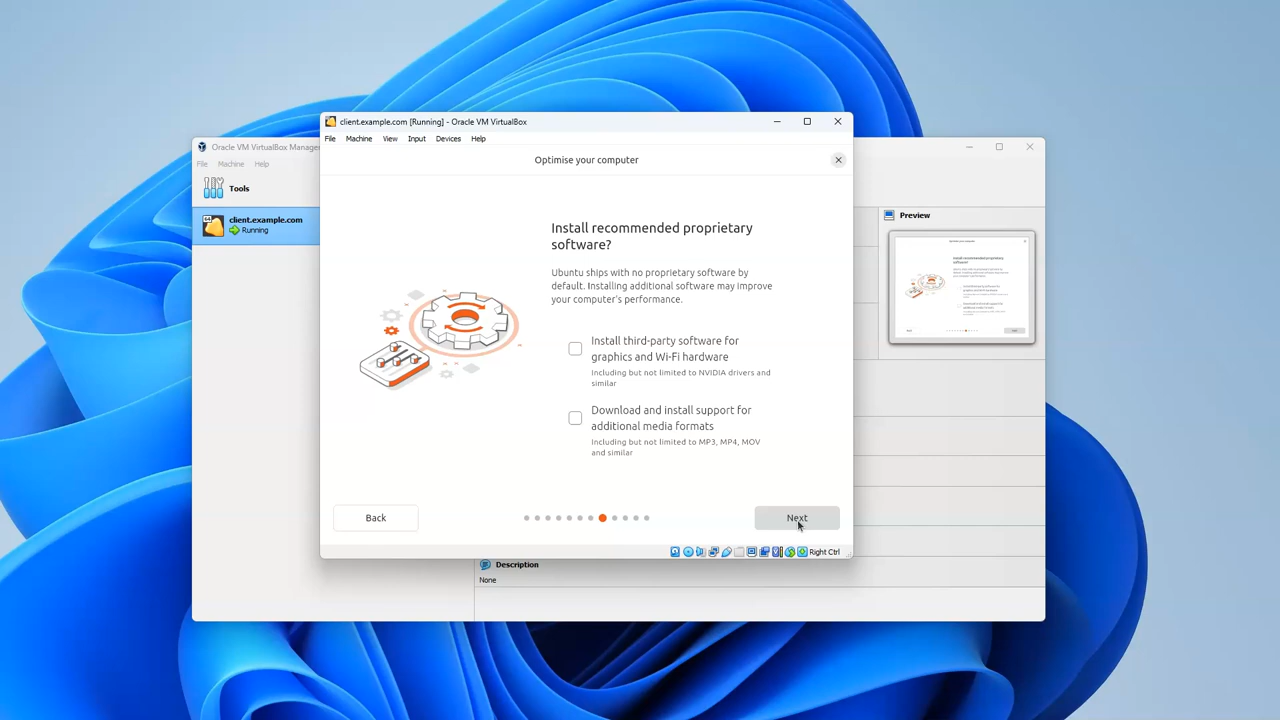 client.example.com [Running] - Oracle VM VirtualBox
File Machine View Input Devices Help
Oracle VM VirtualBox Manager
File Machine Help
Tools
client.example.com
Running
Optimise your computer
Install recommended proprietary
software?
Ubuntu ships with no proprietary software by
default. Installing additional software may improve
your computer's performance.
Install third-party software for
graphics and Wi-Fi hardware
Including but not limited to NVIDIA drivers and
similar
Download and install support for
additional media formats
Including but not limited to MP3, MP4, MOV
and similar
Back
Next
Right Ctrl
Preview
Description
None